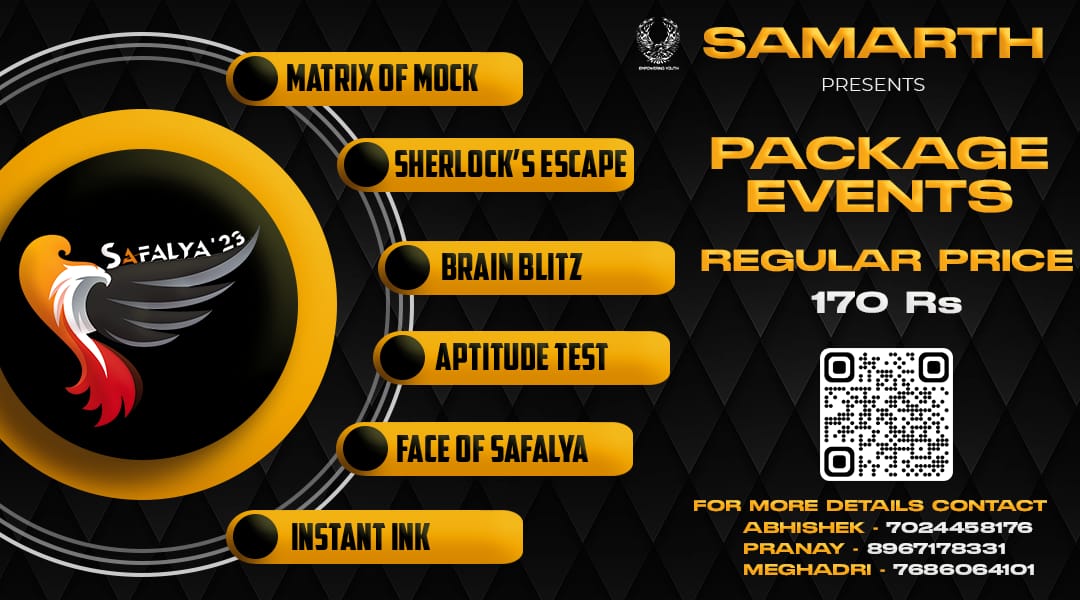 SAFALYA'23
MATRIX OF MOCK
SHERLOCK'S ESCAPE
BRAIN BLITZ
APTITUDE TEST
FACE OF SAFALYA
INSTANT INK
EMPOWERING YOUTH
SAMARTH
PRESENTS
PACKAGE
EVENTS
REGULAR PRICE
170 Rs
FOR MORE DETAILS CONTACT
ABHISHEK - 7024458176
PRANAY - 8967178331
MEGHADRI - 7686064101